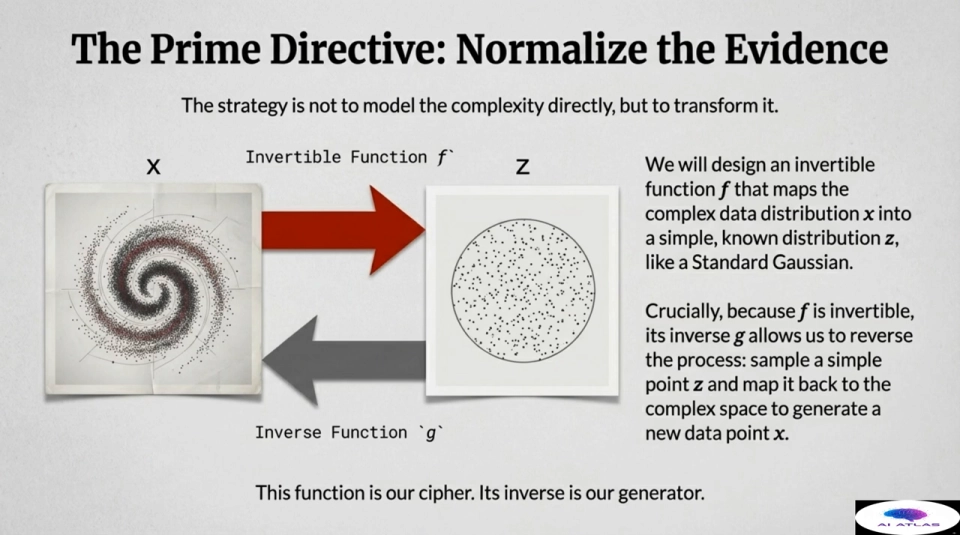 The Prime Directive: Normalize the Evidence
The strategy is not to model the complexity directly, but to transform it.
Invertible Function f`
X
Z
Inverse Function `g`
We will design an invertible
function f that maps the
complex data distribution x into
a simple, known distribution z,
like a Standard Gaussian.
Crucially, because f is invertible,
its inverse g allows us to reverse
the process: sample a simple
point z and map it back to the
complex space to generate a
new data point x.
This function is our cipher. Its inverse is our generator.
AI ATLAS